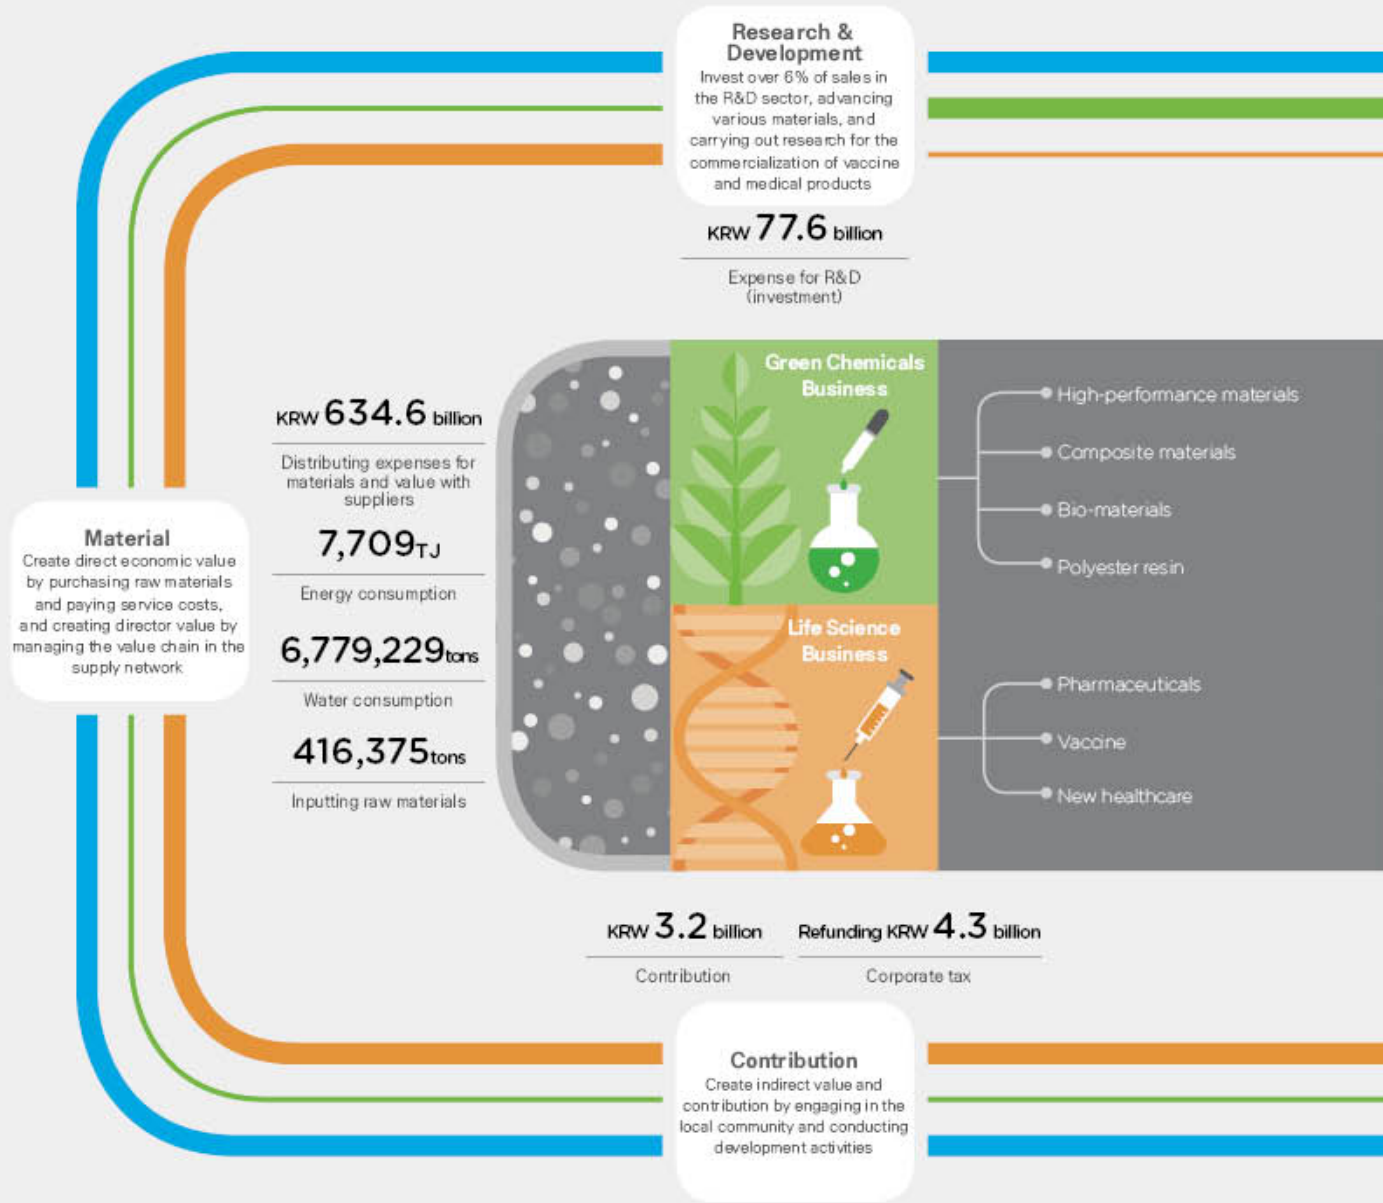 Research &
Development
Invest over 6% of sales in
the R&D sector, advancing
various materials, and
carrying out research for the
commercialization of vaccine
and medical products
KRW 77.6 billion
Expense for R&D
(investment)
KRW 634.6 billion
Distributing expenses for
materials and value with
suppliers
7,709TJ
Energy consumption
6,779,229tons
Water consumption
416,375tons
Inputting raw materials
Material
Create direct economic value
by purchasing raw materials
and paying service costs,
and creating director value by
managing the value chain in the
supply network
Green Chemicals
Business
High-performance materials
Composite materials
Bio-materials
Polyester resin
Life Science
Business
Pharmaceuticals
Vaccine
New healthcare
KRW 3.2 billion
Contribution
Refunding KRW 4.3 billion
Corporate tax
Contribution
Create indirect value and
contribution by engaging in the
local community and conducting
development activities